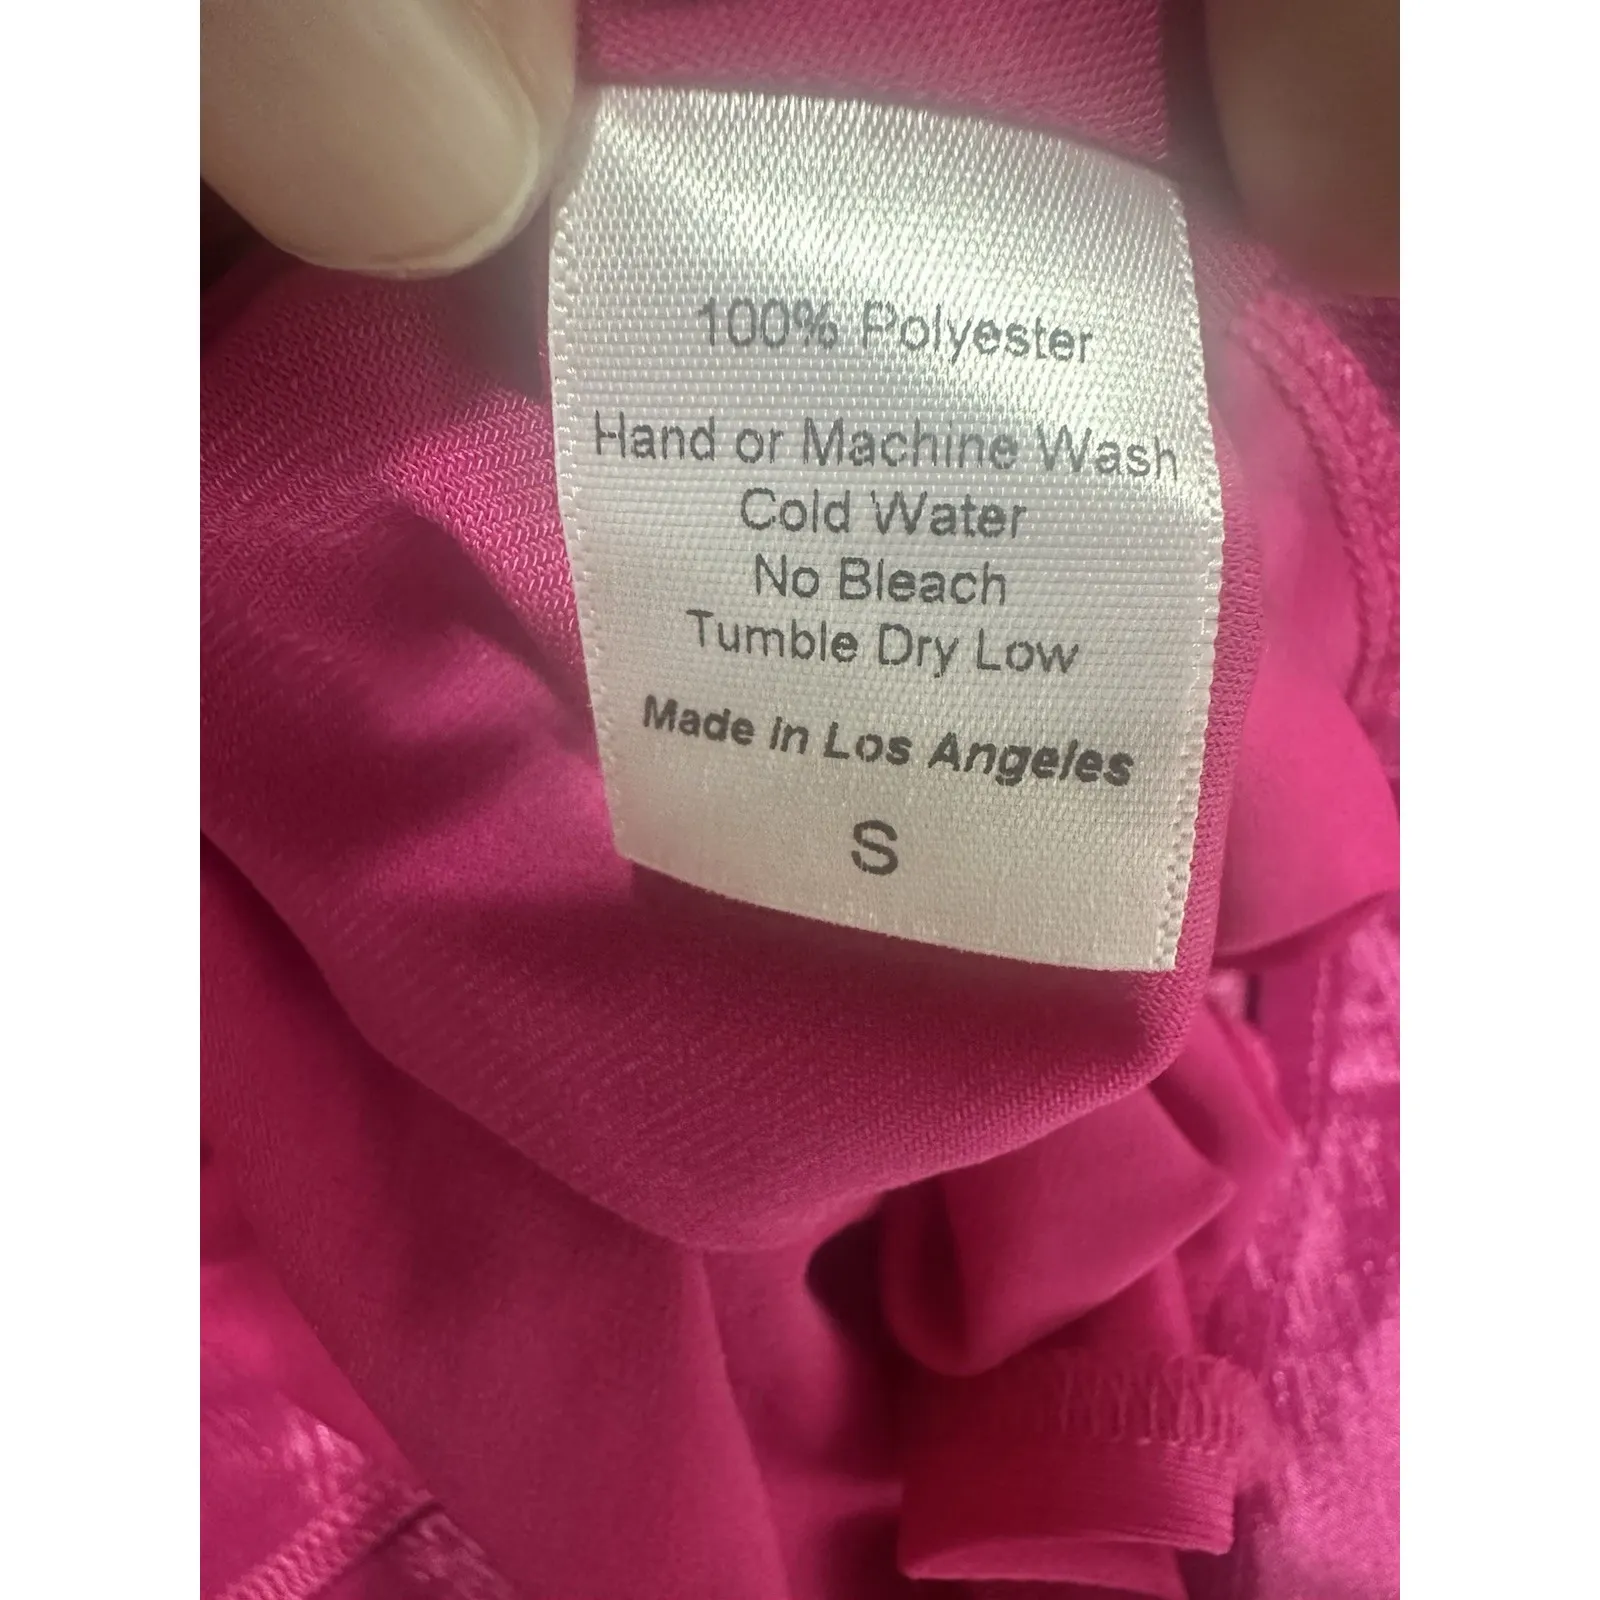 100% Polyester
Hand or Machine Wash
Cold Water
No Bleach
Tumble Dry Low
Made in Los Angeles
S